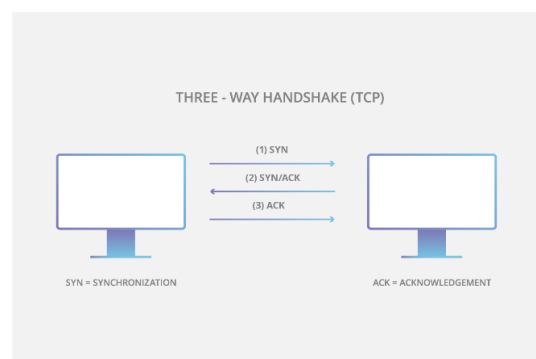 THREE - WAY HANDSHAKE (TCP)
(1) SYN
(2) SYN/ACK
(3) ACK
SYN = SYNCHRONIZATION
ACK = ACKNOWLEDGEMENT